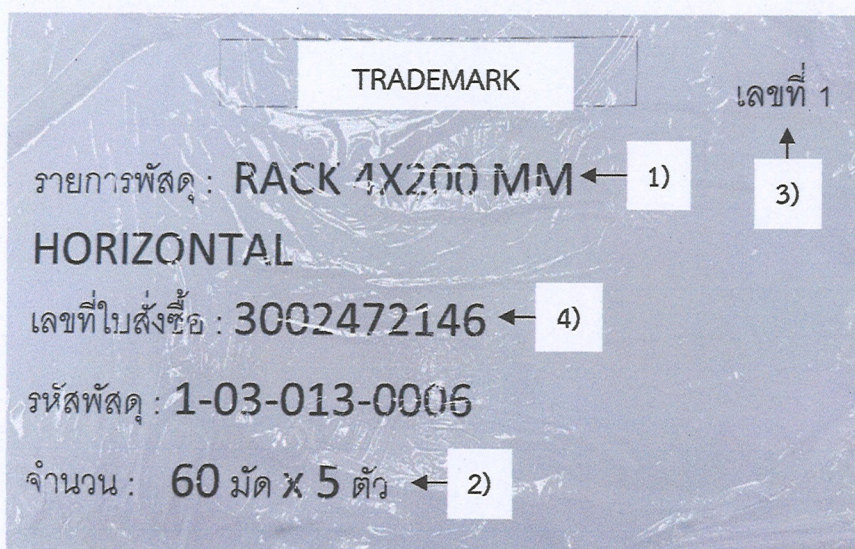 TRADEMARK
เลขที่ 1
3)
รายการพัสดุ : RACK 4X200 MM
1)
HORIZONTAL
เลขที่ใบสั่งซื้อ : 3002472146
4)
รหัสพัสดุ : 1-03-013-0006
จำนวน : 60 มัด x 5 ตัว
2)